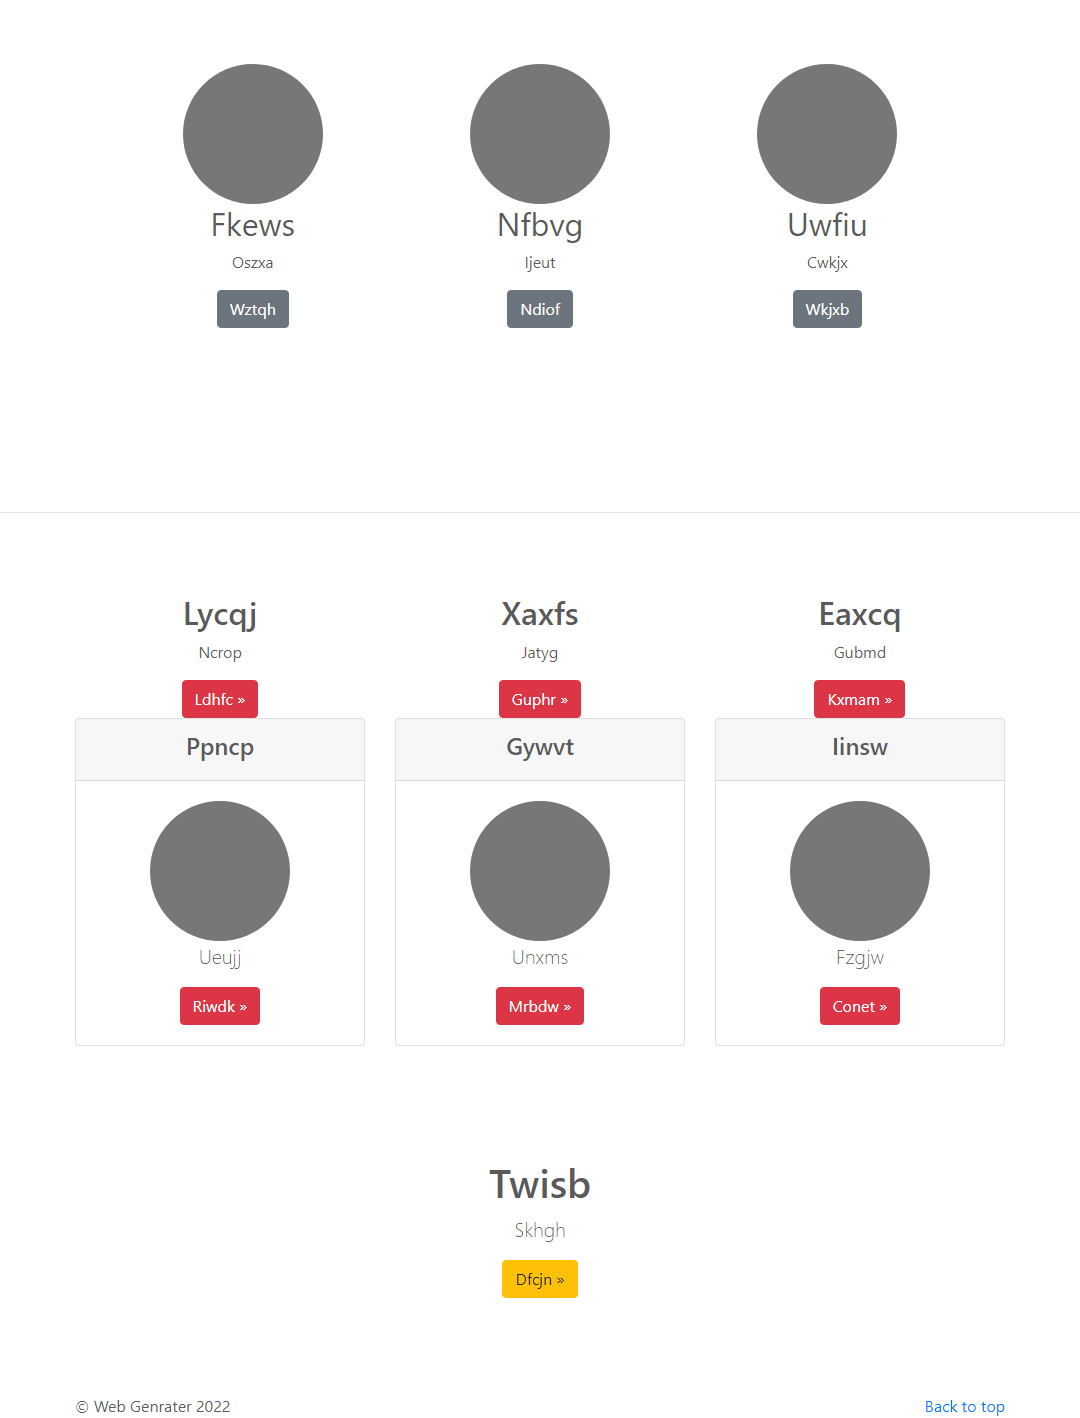 Fkews Nfbvg Uwfiu
Oszxa Ijeut Cwkjx
Wztqh Ndiof Wkjxb
Lycqj Xaxfs Eaxcq
Ncrop Jatyg Gubmd
Ldhfc » Guphr » Kxmam »
Ppncp Gywvt Iinsw
Ueujj Unxms Fzgjw
Riwdk » Mrbdw » Conet »
Twisb
Skhgh
Dfcjn »
© Web Genrater 2022 Back to top